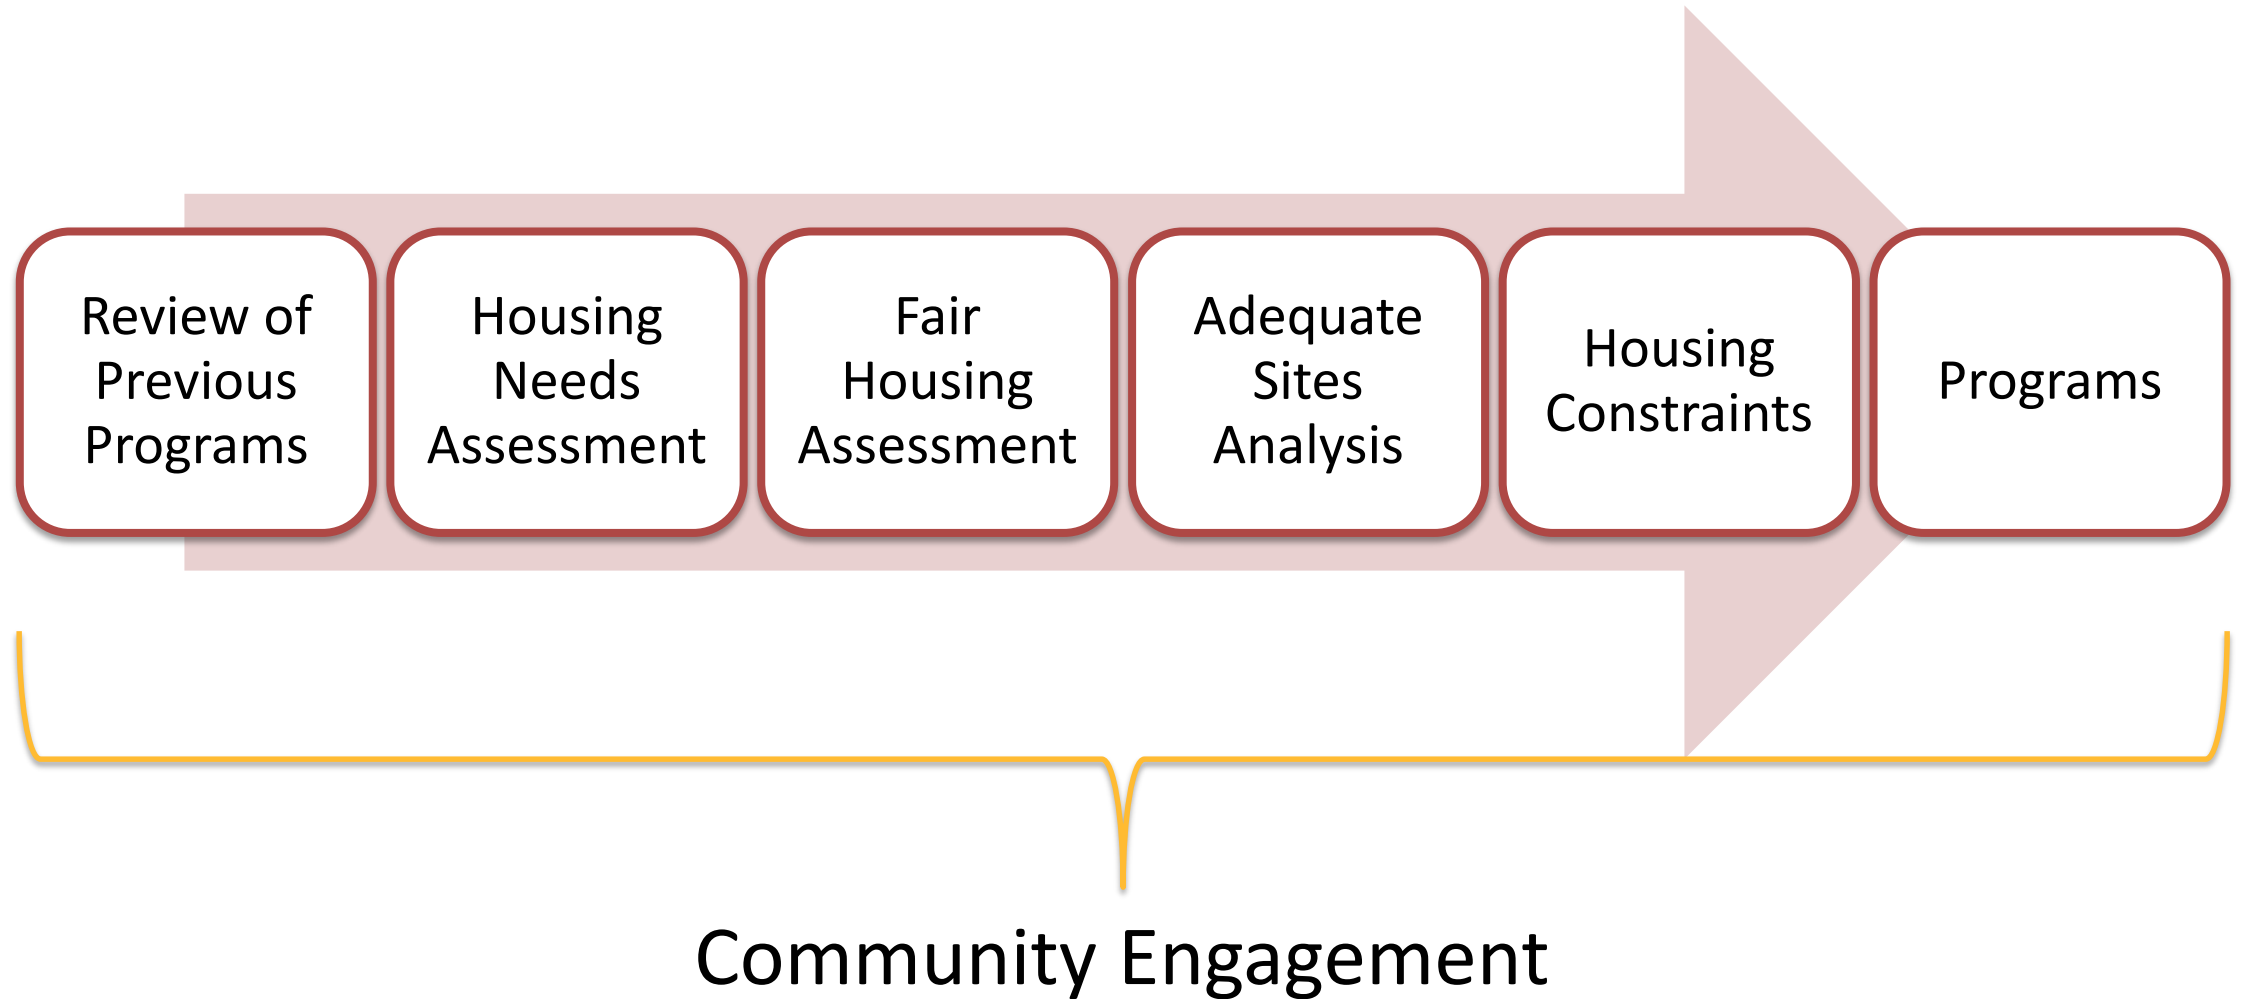 Review of
Previous
Programs
Housing
Needs
Assessment
Fair
Housing
Assessment
Adequate
Sites
Analysis
Housing
Constraints
Programs
Community Engagement